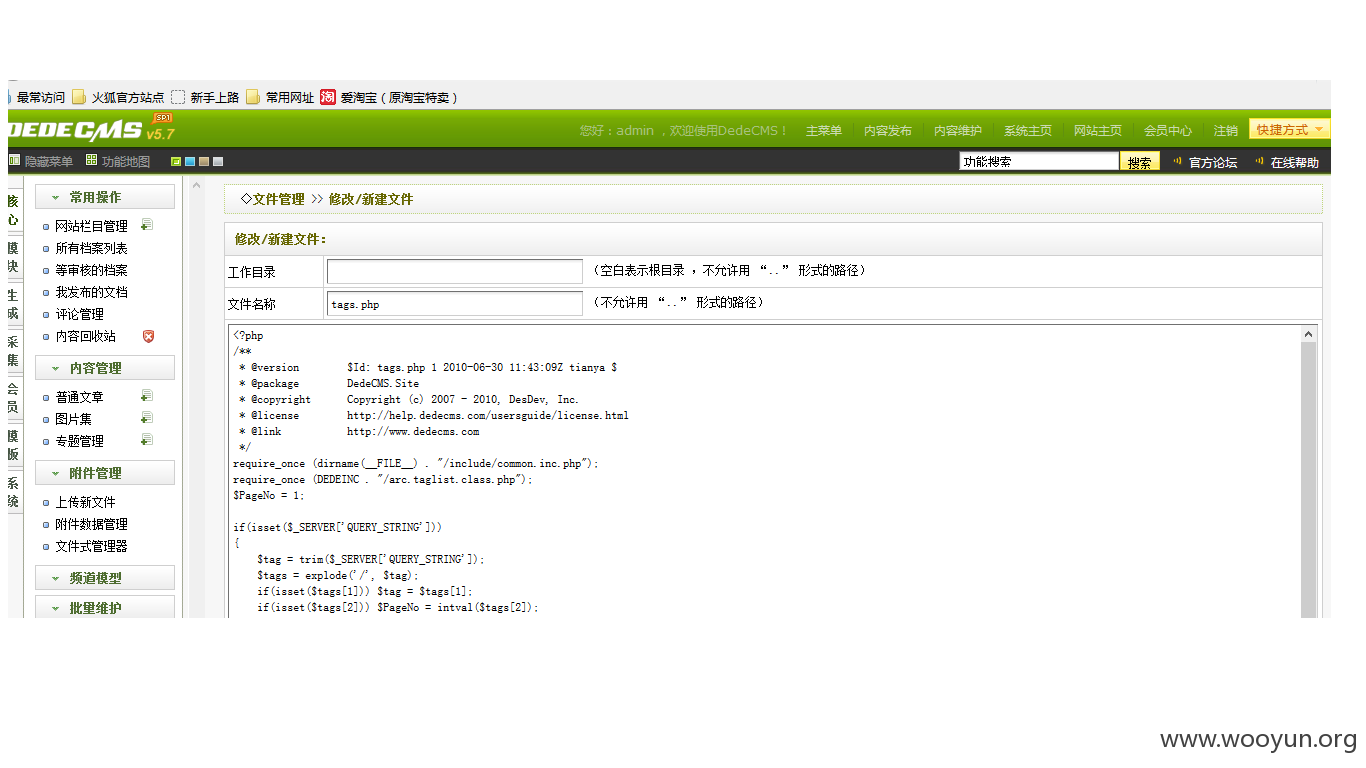 最常访问 火狐官方站点 新手上路 常用网址 淘 爱淘宝（原淘宝特卖）
DEDECMS v5.7 SP1 您好：admin ，欢迎使用DedeCMS！ 主菜单 内容发布 内容维护 系统主页 网站主页 会员中心 注销 快捷方式
隐藏菜单 功能地图 功能搜索 搜索 官方论坛 在线帮助
核心
模块
生成
采集
会员
模版
系统
常用操作
网站栏目管理
所有档案列表
等审核的档案
我发布的文档
评论管理
内容回收站
内容管理
普通文章
图片集
专题管理
附件管理
上传新文件
附件数据管理
文件式管理器
频道模型
批量维护
◇文件管理 >> 修改/新建文件
修改/新建文件：
工作目录 （空白表示根目录 ，不允许用 “..” 形式的路径）
文件名称 tags.php （不允许用 “..” 形式的路径）
<?php
/**
 * @version $Id: tags.php 1 2010-06-30 11:43:09Z tianya $
 * @package DedeCMS.Site
 * @copyright Copyright (c) 2007 - 2010, DesDev, Inc.
 * @license http://help.dedecms.com/usersguide/license.html
 * @link http://www.dedecms.com
 */
require_once (dirname(__FILE__) . "/include/common.inc.php");
require_once (DEDEINC . "/arc.taglist.class.php");
$PageNo = 1;
if(isset($_SERVER['QUERY_STRING']))
{
    $tag = trim($_SERVER['QUERY_STRING']);
    $tags = explode('/', $tag);
    if(isset($tags[1])) $tag = $tags[1];
    if(isset($tags[2])) $PageNo = intval($tags[2]);
www.wooyun.org